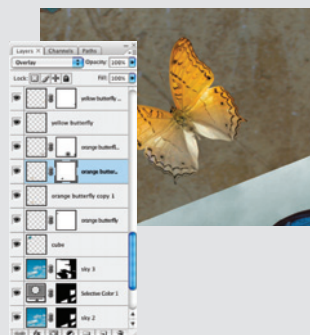 Layers × Channels Paths
Overlay Opacity: 100%
Lock: Fill: 100%
yellow butterfly ...
yellow butterfly
orange butterfl...
orange butter...
orange butterfly copy 1
orange butterfly
cube
sky 3
Selective Color 1
sky 2